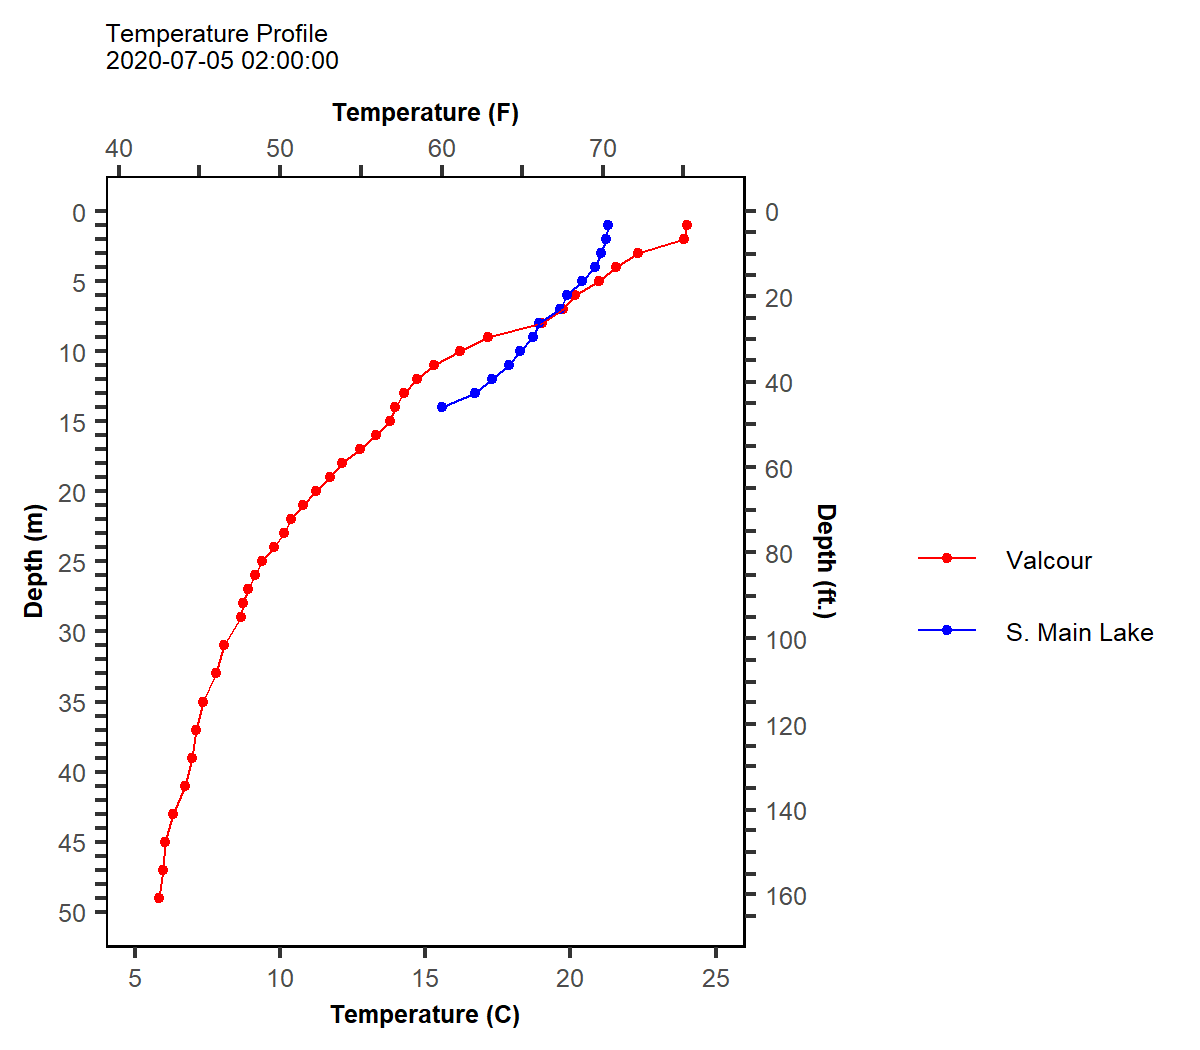 Temperature Profile
2020-07-05 02:00:00
Temperature (F)
40 50 60 70
0
5
10
15
20
25
30
35
40
45
50
Depth (m)
0
20
40
60
80
100
120
140
160
Depth (ft.)
Valcour
S. Main Lake
5 10 15 20 25
Temperature (C)